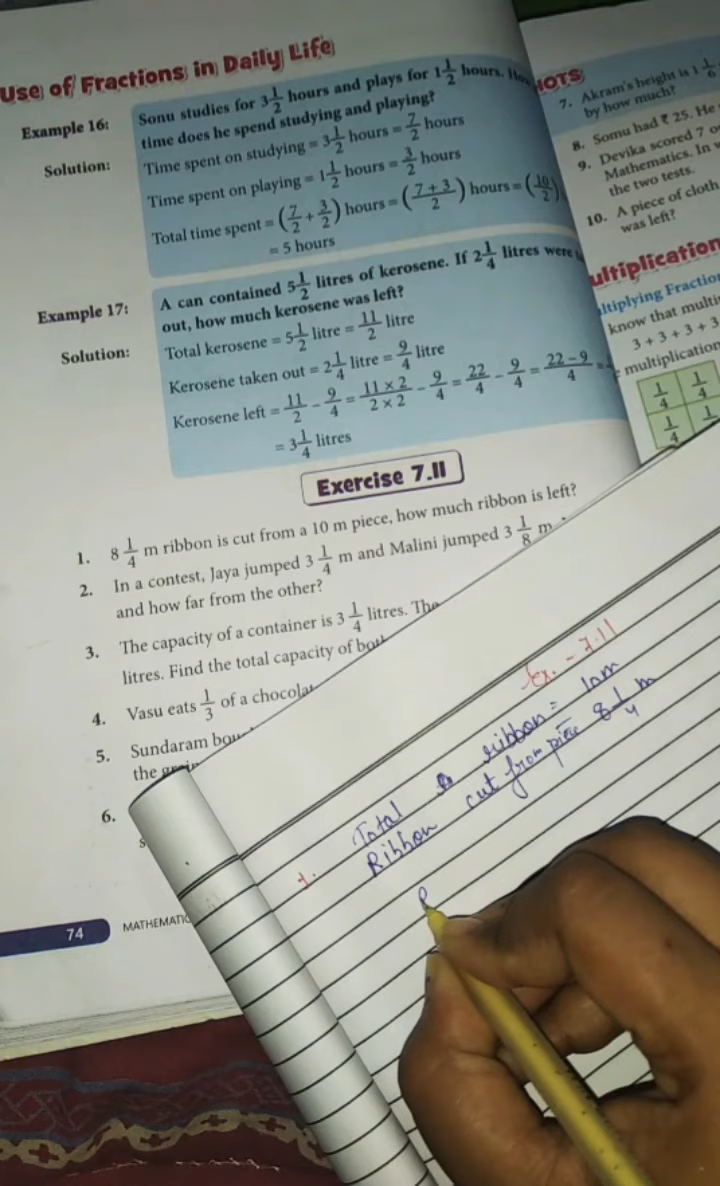 Use of Fractions in Daily Life
Example 16:
Sonu studies for 3 1/2 hours and plays for 1 1/2 hours.
time does he spend studying and playing?
Solution:
Time spent on studying = 3 1/2 hours = 7/2 hours
Time spent on playing = 1 1/2 hours = 3/2 hours
Total time spent = (7/2 + 3/2) hours = ((7 + 3)/2) hours = (10/2)
= 5 hours
Example 17:
A can contained 5 1/2 litres of kerosene. If 2 1/4 litres were
out, how much kerosene was left?
Solution:
Total kerosene = 5 1/2 litre = 11/2 litre
Kerosene taken out = 2 1/4 litre = 9/4 litre
Kerosene left = 11/2 - 9/4 = (11 × 2)/(2 × 2) - 9/4 = 22/4 - 9/4 = (22 - 9)/4 =
= 3 1/4 litres
Exercise 7.11
1. 8 1/4 m ribbon is cut from a 10 m piece, how much ribbon is left?
2. In a contest, Jaya jumped 3 1/4 m and Malini jumped 3 1/8 m
and how far from the other?
3. The capacity of a container is 3 1/4 litres. The
litres. Find the total capacity of
4. Vasu eats 1/3 of a
5. Sundaram
the
6.
s
74 MATHEMATIC
HOTS
7. Akram's height is 1 1/6
by how much?
8. Somu had ₹ 25. He
9. Devika scored 7
Mathematics. In
the two tests.
10. A piece of cloth
was left?
ultiplication
ltiplying Fraction
know that multi
3 + 3 + 3 + 3
multiplication
1/4 1/4
1/4 1
Ex. - 7.11
1. Total ribbon = 10m
Ribbon cut from piece 8 1/4 m